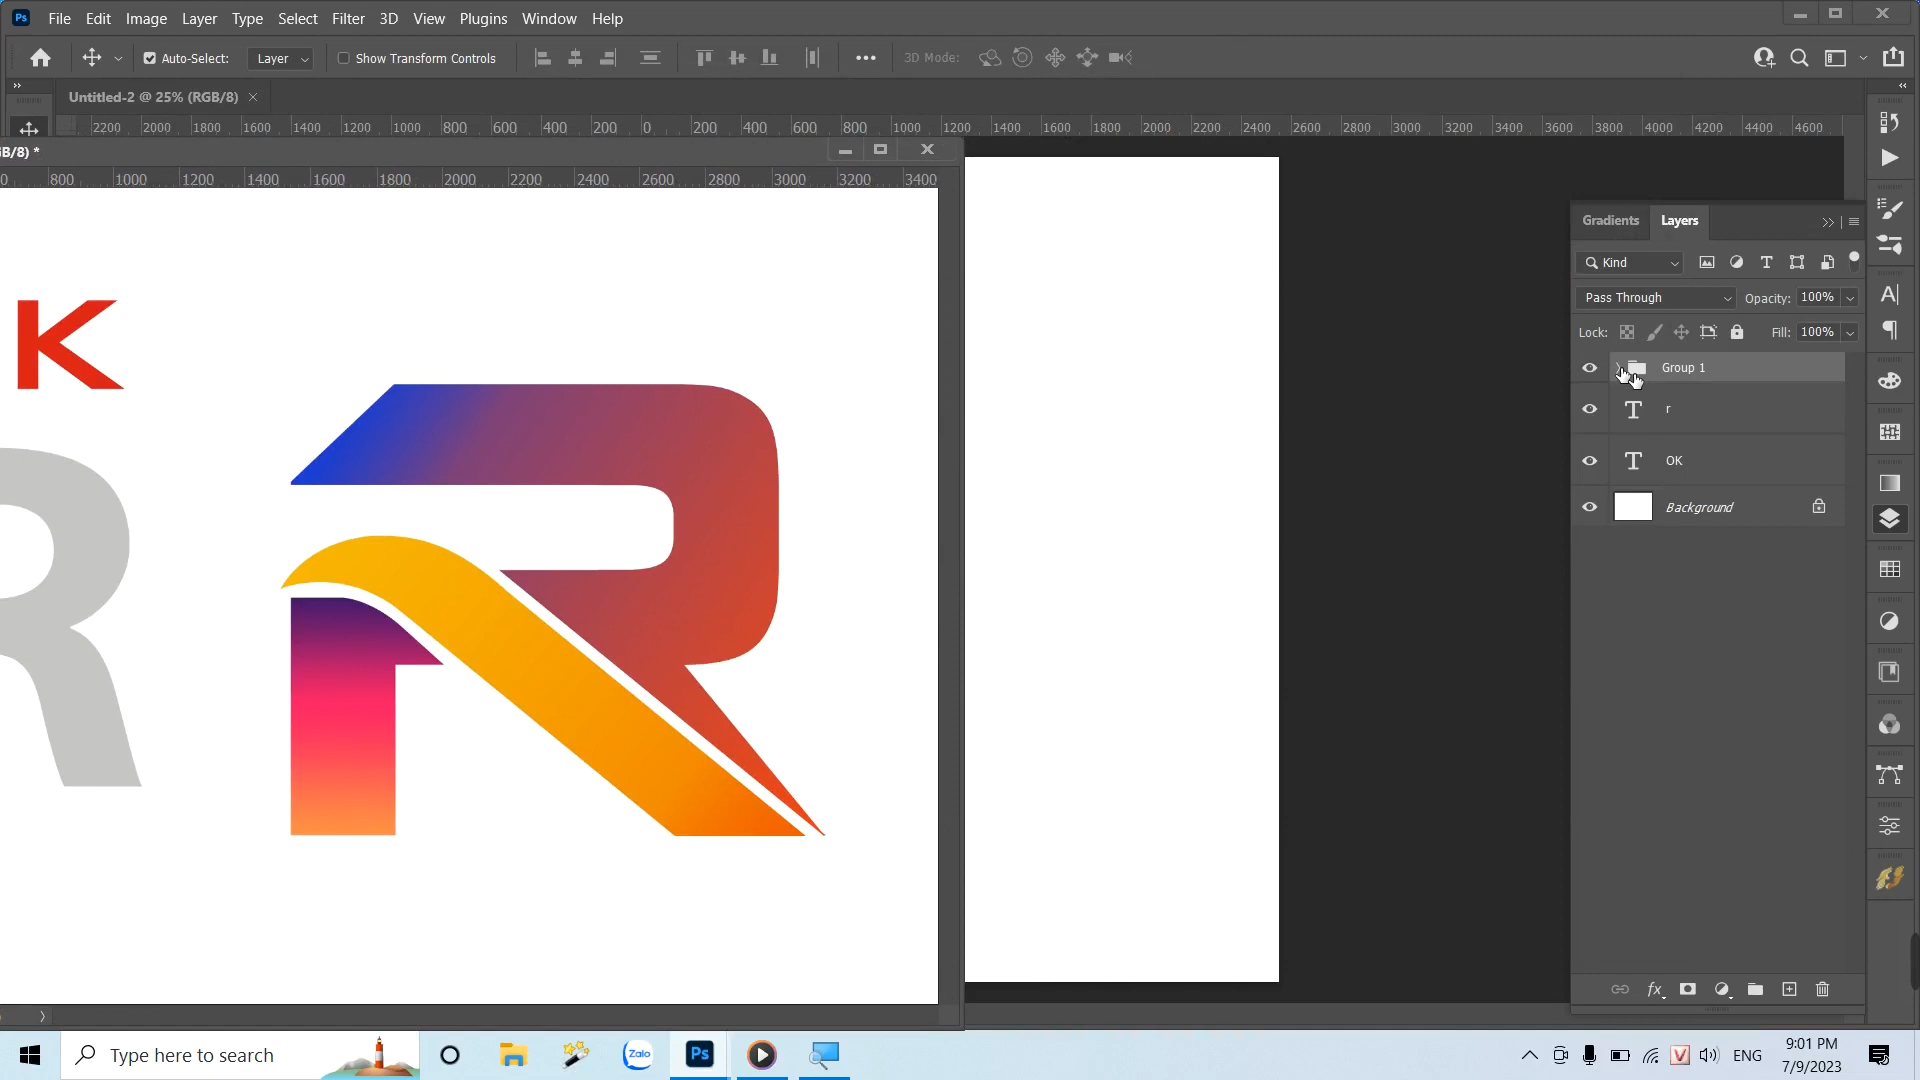 File Edit Image Layer Type Select Filter 3D View Plugins Window Help
Auto-Select: Layer Show Transform Controls 3D Mode:
Untitled-2 @ 25% (RGB/8)
2200 2000 1800 1600 1400 1200 1000 800 600 400 200 0 200 400 600 800 1000 1200 1400 1600 1800 2000 2200 2400 2600 2800 3000 3200 3400 3600 3800 4000 4200 4400 4600
GB/8) *
0 800 1000 1200 1400 1600 1800 2000 2200 2400 2600 2800 3000 3200 3400
K
R
R
Gradients Layers
Kind
Pass Through Opacity: 100%
Lock: Fill: 100%
Group 1
T r
T OK
Background
fx
Ps Type here to search Zalo Ps V ENG
9:01 PM
7/9/2023